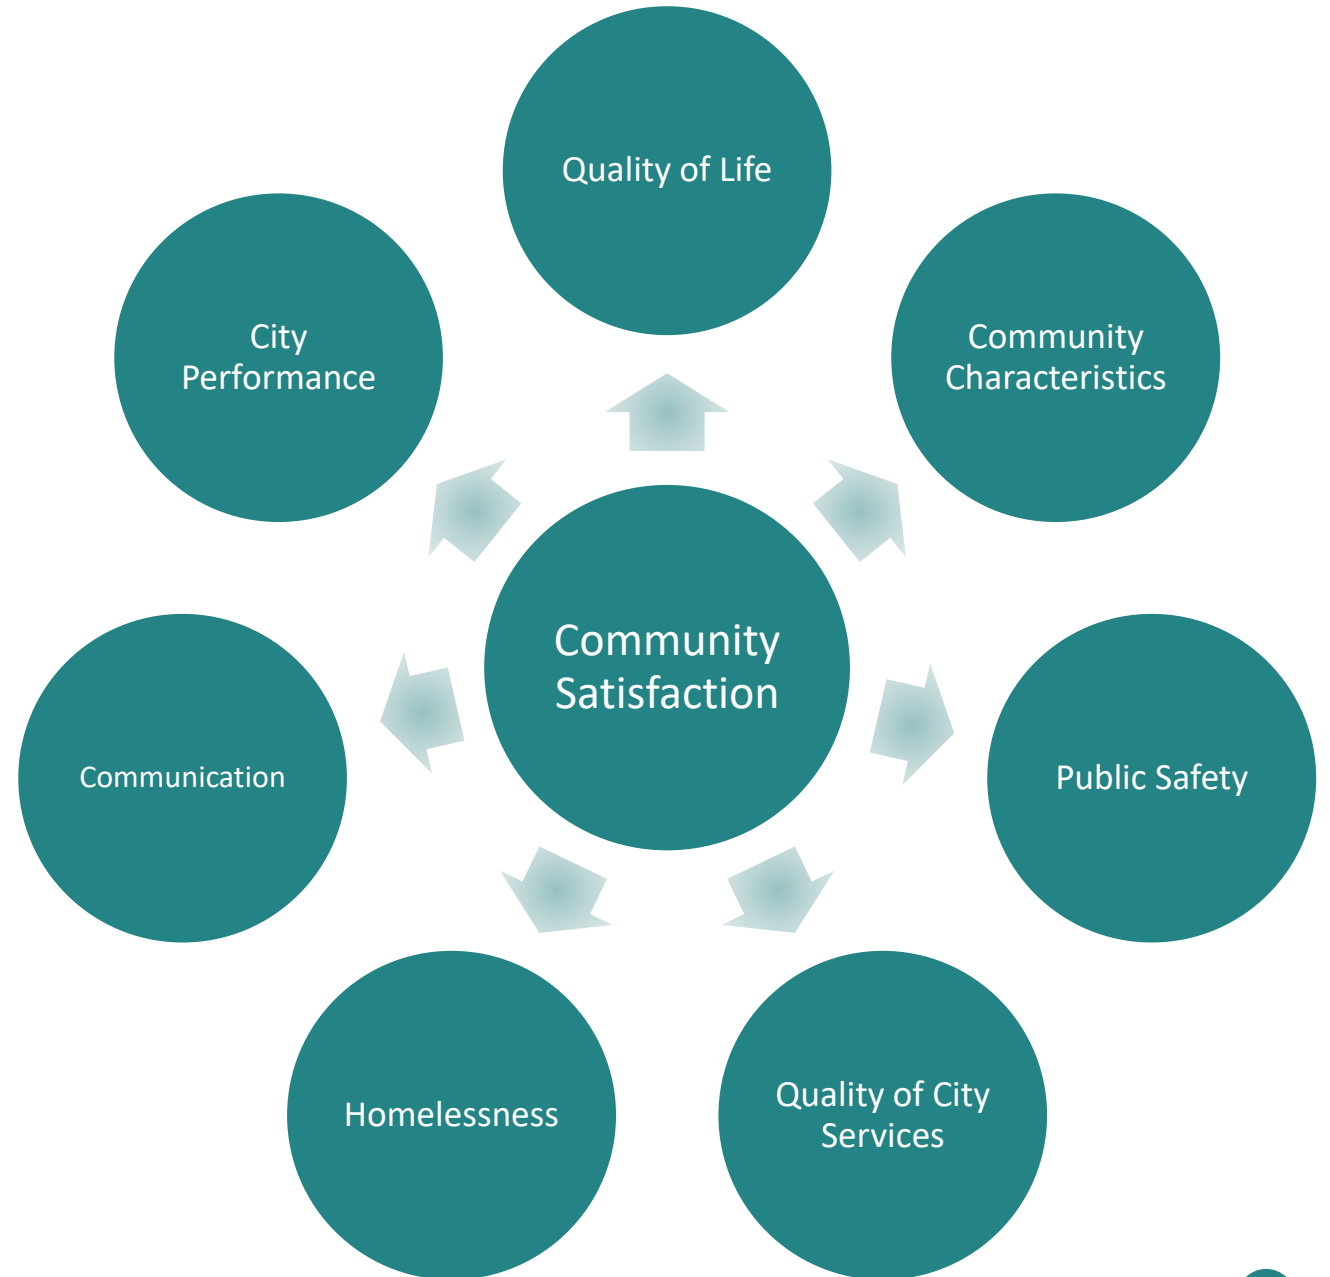 Quality of Life
City
Performance
Community
Characteristics
Community
Satisfaction
Communication
Public Safety
Homelessness
Quality of City
Services